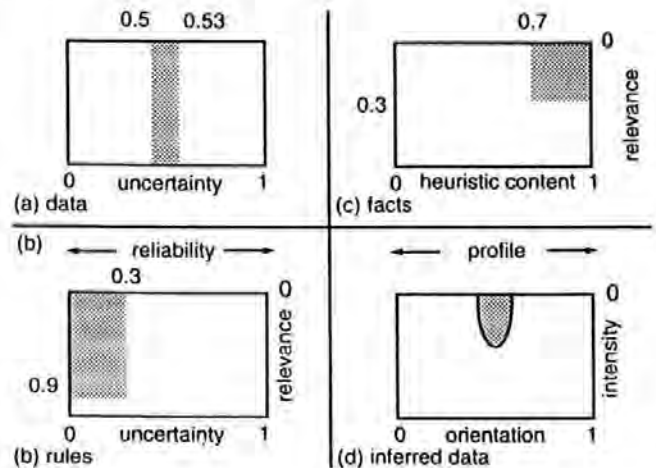 0.5 0.53
0 uncertainty 1
(a) data
0.7
0
0.3
relevance
0 heuristic content 1
(c) facts
(b) reliability
0.3
0
relevance
0.9
0 uncertainty 1
(b) rules
profile
0
intensity
0 orientation 1
(d) inferred data